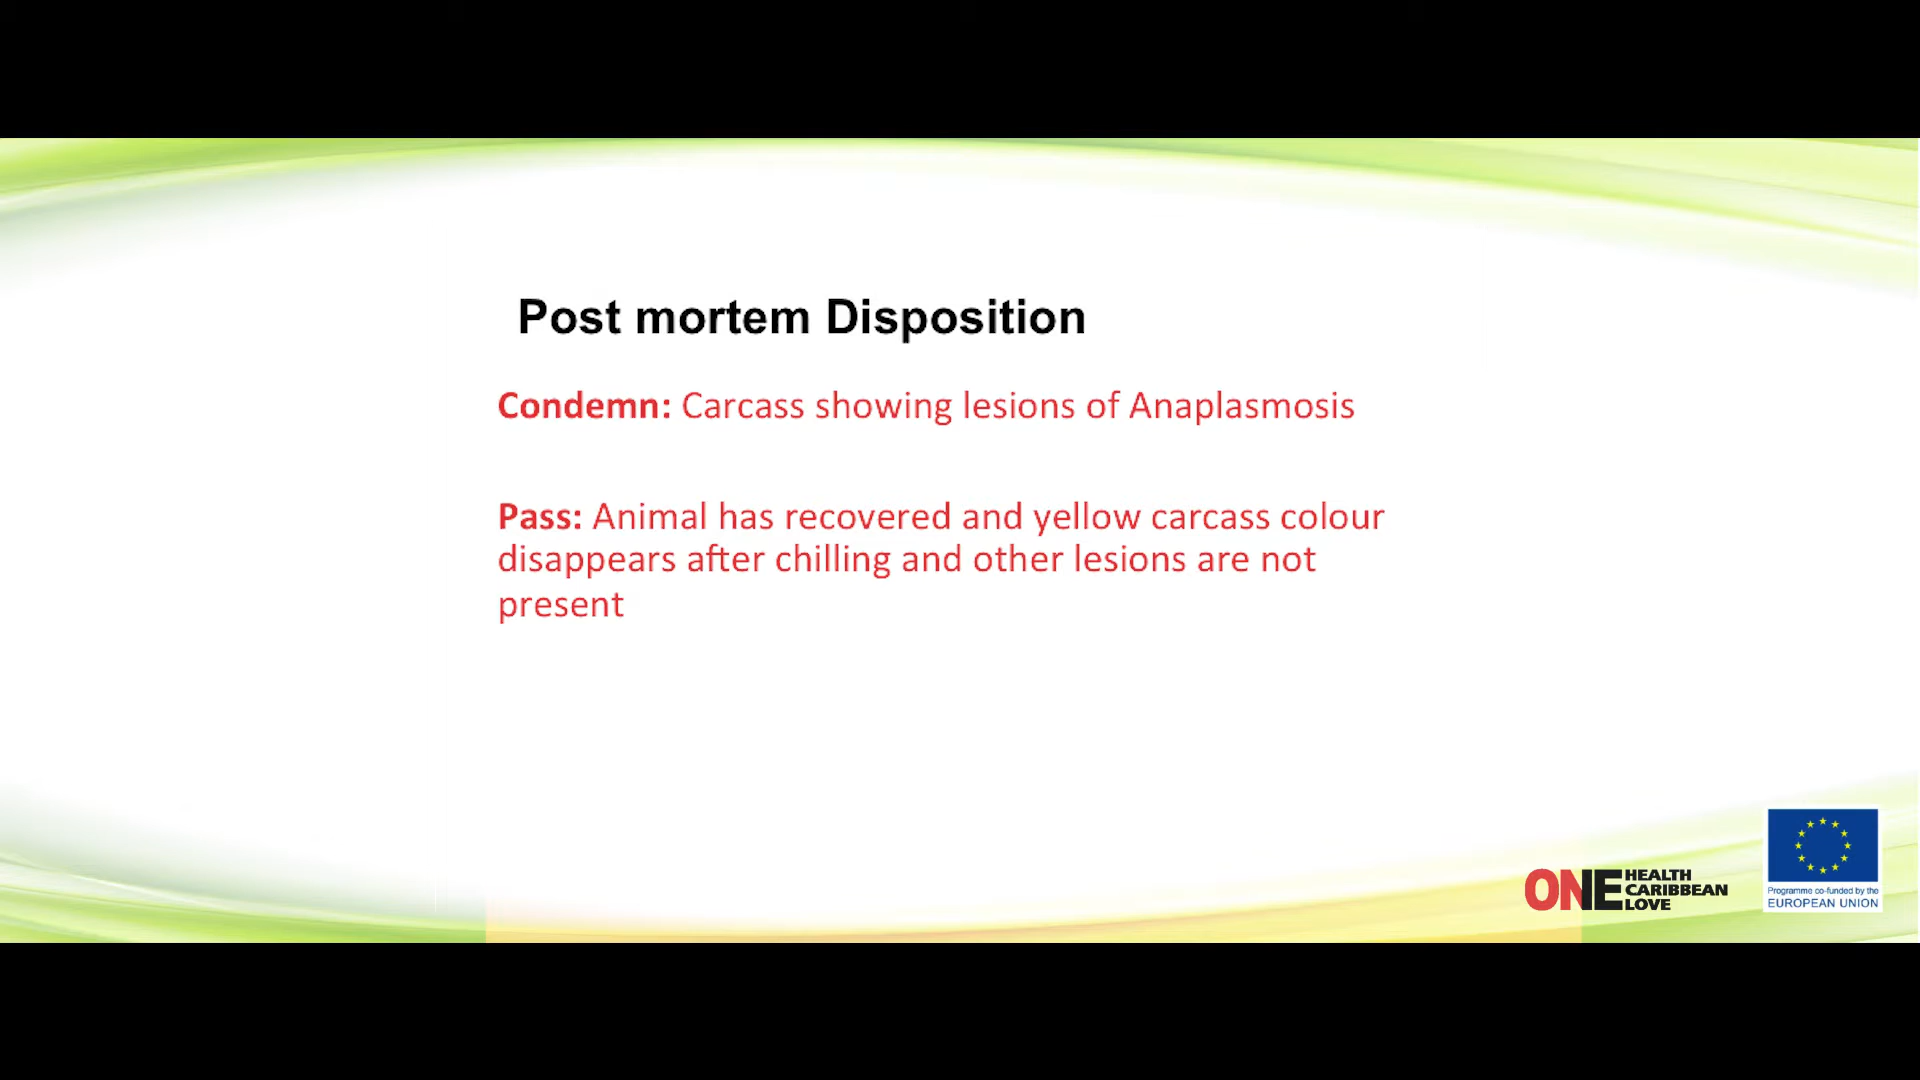 Post mortem Disposition
Condemn: Carcass showing lesions of Anaplasmosis
Pass: Animal has recovered and yellow carcass colour
disappears after chilling and other lesions are not
present
ONE HEALTH
CARIBBEAN
LOVE
Programme co-funded by the
EUROPEAN UNION